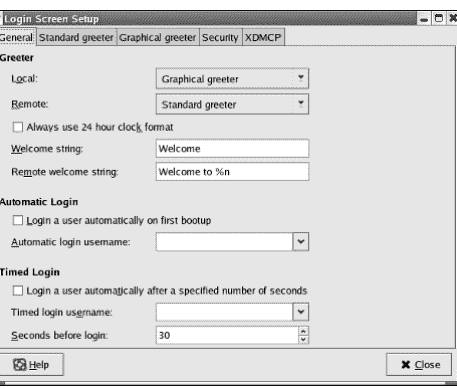 Login Screen Setup
General Standard greeter Graphical greeter Security XDMCP
Greeter
Local: Graphical greeter
Remote: Standard greeter
Always use 24 hour clock format
Welcome string: Welcome
Remote welcome string: Welcome to %n
Automatic Login
Login a user automatically on first bootup
Automatic login username:
Timed Login
Login a user automatically after a specified number of seconds
Timed login username:
Seconds before login: 30
Help Close